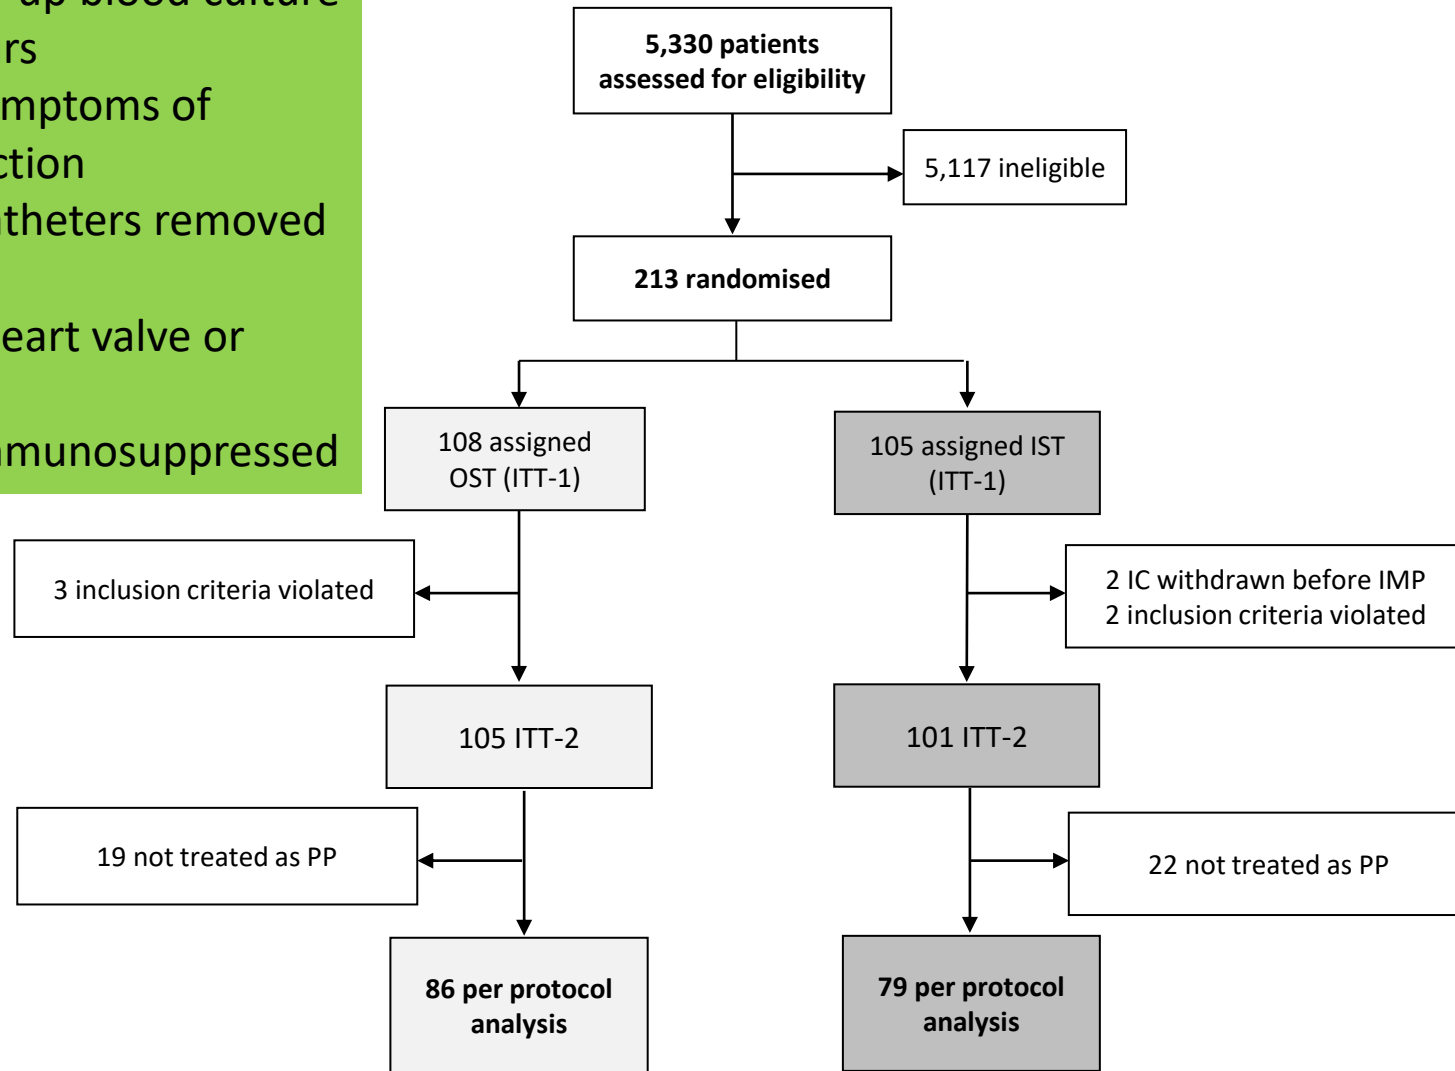 up blood culture
rs
mptoms of
ction
theters removed
eart valve or
munosuppressed
5,330 patients
assessed for eligibility
5,117 ineligible
213 randomised
108 assigned
OST (ITT-1)
105 assigned IST
(ITT-1)
3 inclusion criteria violated
2 IC withdrawn before IMP
2 inclusion criteria violated
105 ITT-2
101 ITT-2
19 not treated as PP
22 not treated as PP
86 per protocol
analysis
79 per protocol
analysis